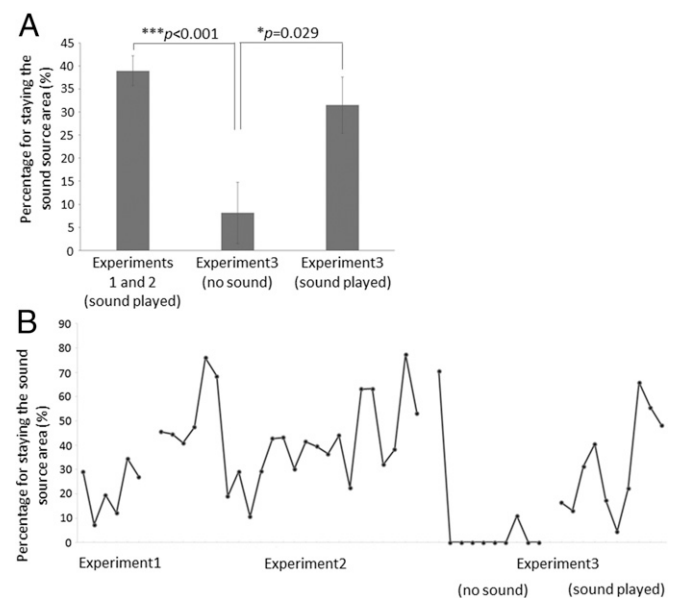 A
***p<0.001
*p=0.029
Percentage for staying the
sound source area (%)
45
40
35
30
25
20
15
10
5
0
Experiments
1 and 2
(sound played)
Experiment3
(no sound)
Experiment3
(sound played)
B
Percentage for staying the sound
source area (%)
90
80
70
60
50
40
30
20
10
0
Experiment1
Experiment2
Experiment3
(no sound)
(sound played)